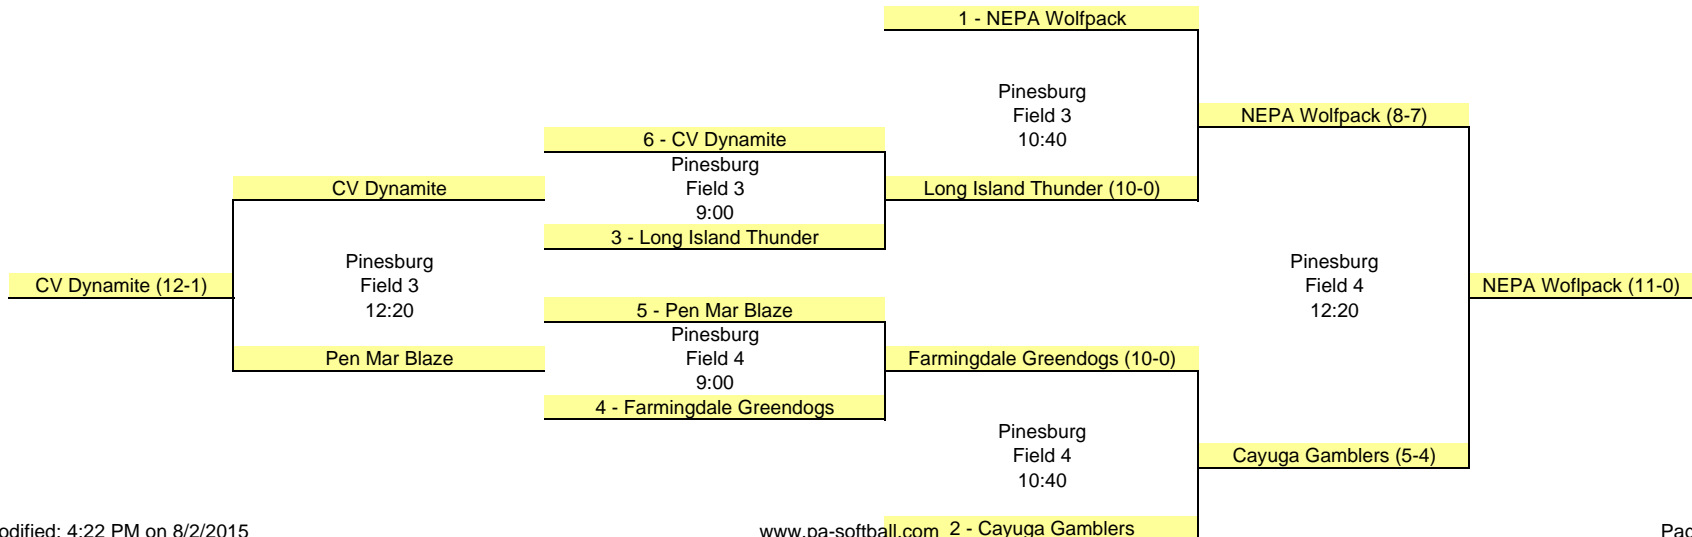 1 - NEPA Wolfpack
Pinesburg
Field 3
10:40
NEPA Wolfpack (8-7)
6 - CV Dynamite
Pinesburg
Field 3
9:00
CV Dynamite
Long Island Thunder (10-0)
3 - Long Island Thunder
Pinesburg
Field 3
12:20
CV Dynamite (12-1)
Pinesburg
Field 4
12:20
NEPA Woflpack (11-0)
5 - Pen Mar Blaze
Pinesburg
Field 4
9:00
Pen Mar Blaze
Farmingdale Greendogs (10-0)
4 - Farmingdale Greendogs
Pinesburg
Field 4
10:40
Cayuga Gamblers (5-4)
2 - Cayuga Gamblers
odified: 4:22 PM on 8/2/2015
www.pa-softball.com